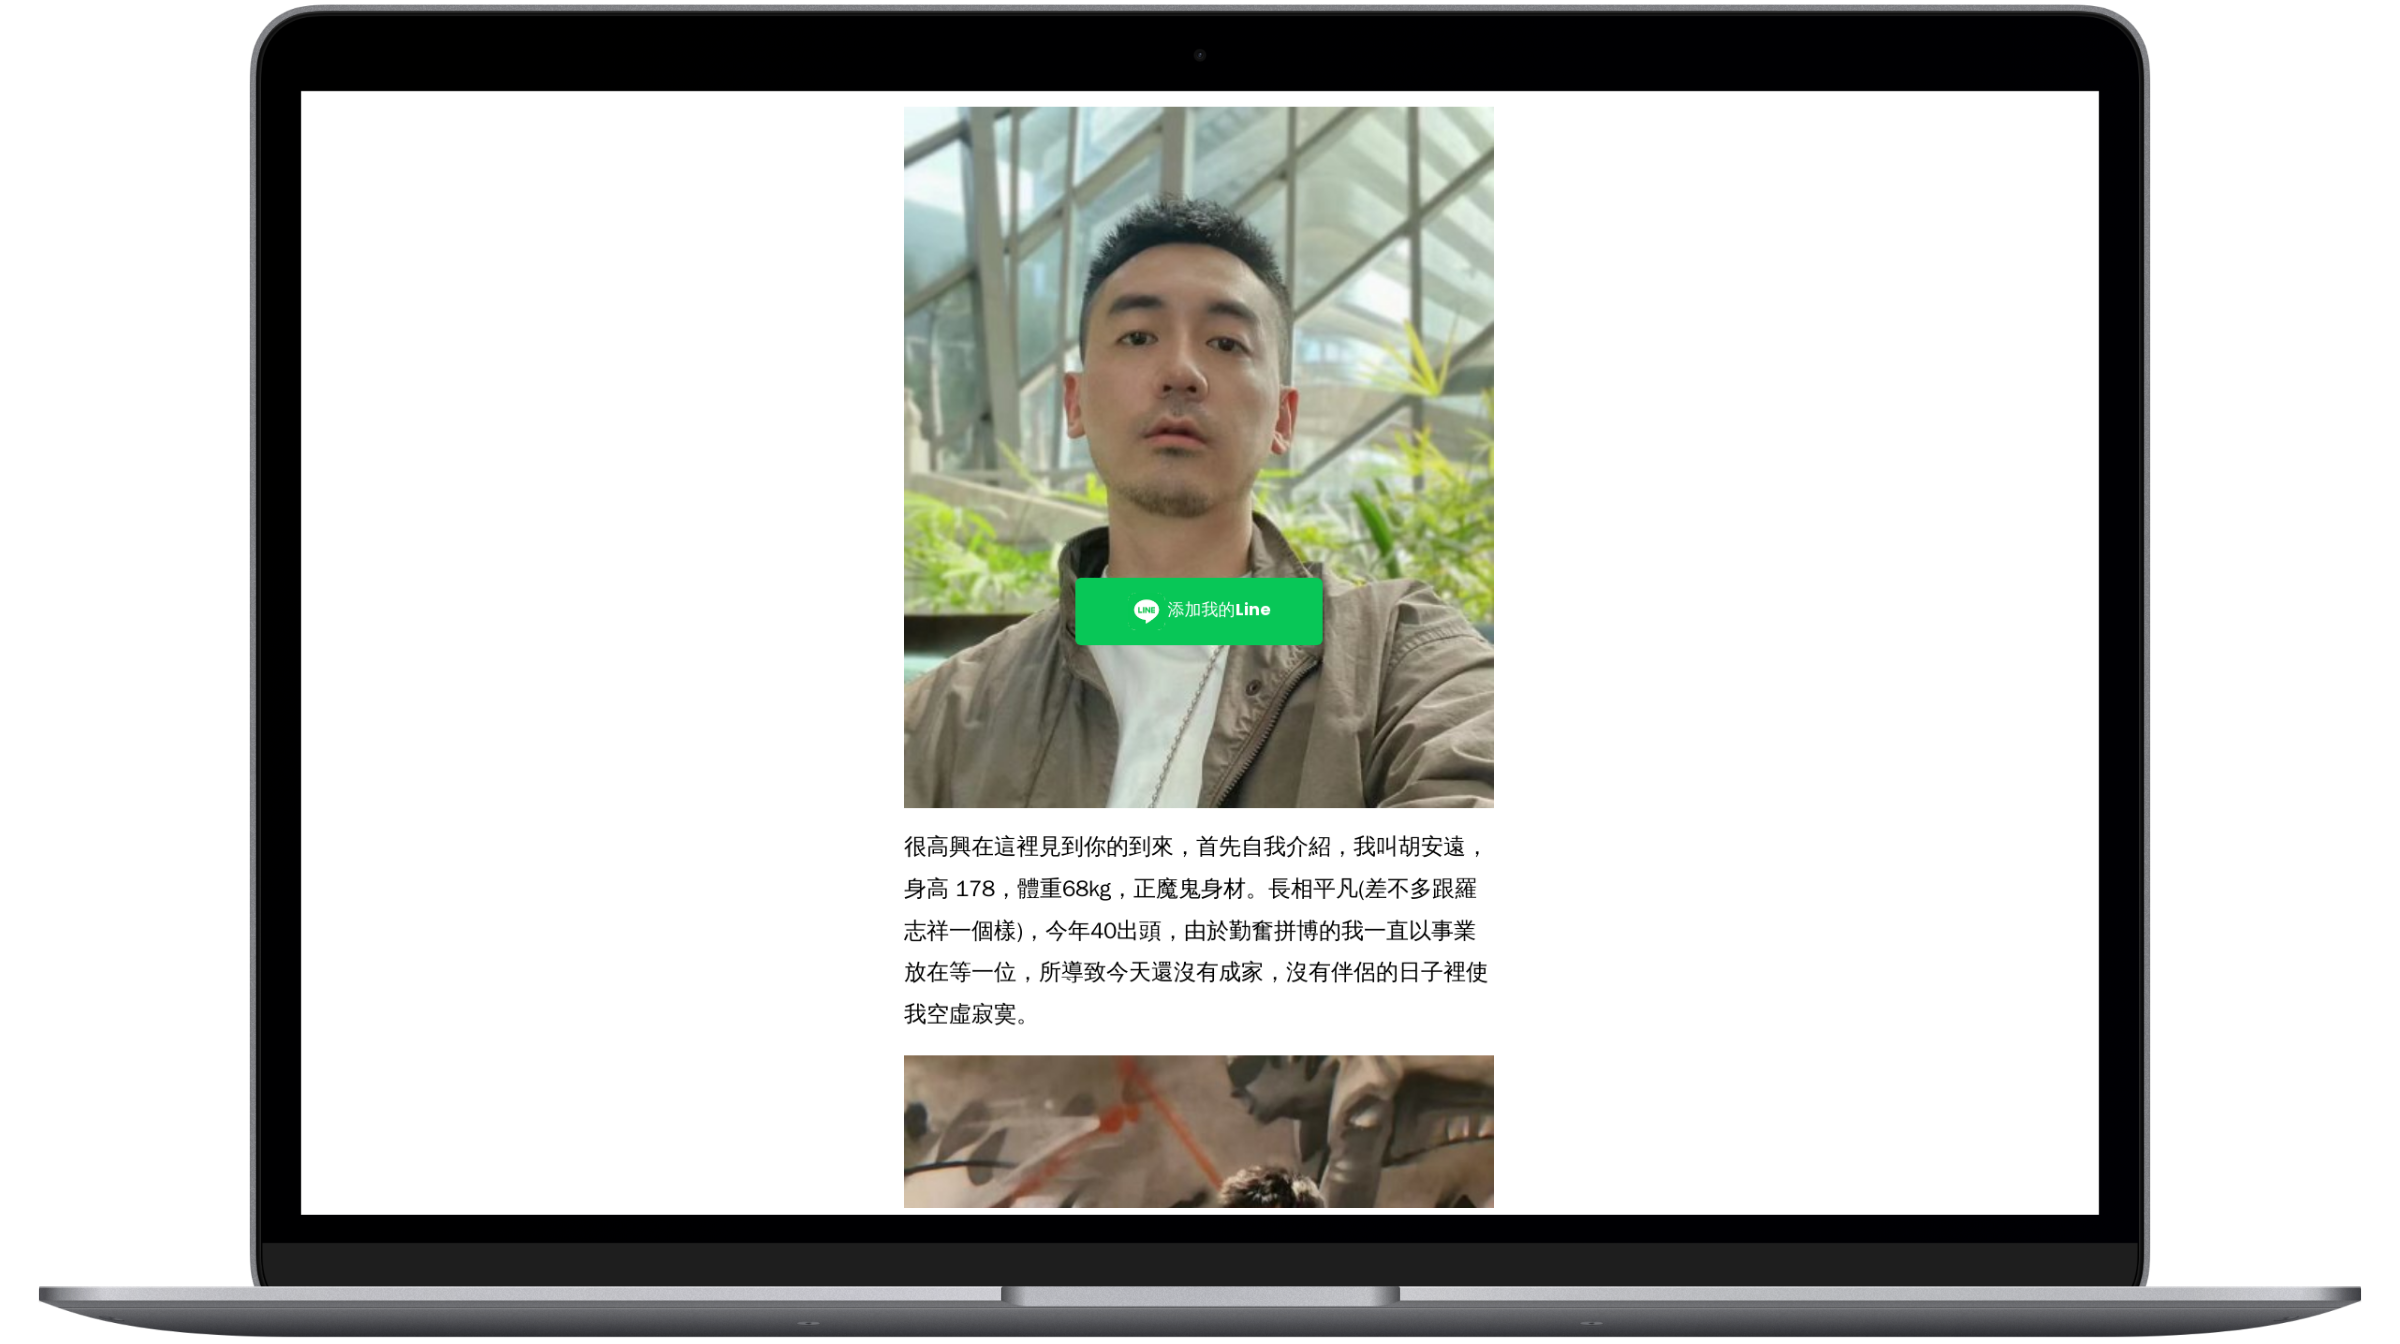 LINE 添加我的Line
很高興在這裡見到你的到來，首先自我介紹，我叫胡安遠，
身高 178，體重68kg，正魔鬼身材。長相平凡(差不多跟羅
志祥一個樣)，今年40出頭，由於勤奮拼博的我一直以事業
放在等一位，所導致今天還沒有成家，沒有伴侶的日子裡使
我空虛寂寞。